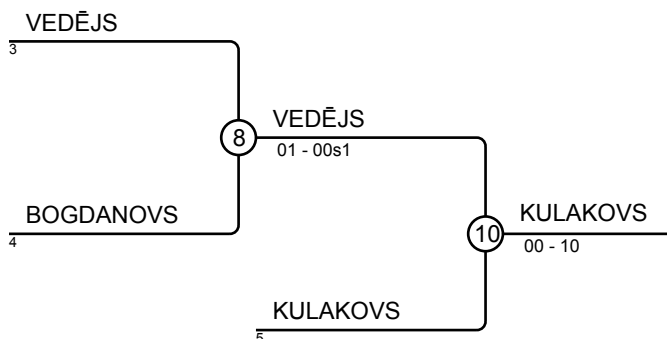 VEDĒJS
3
8
VEDĒJS
01 - 00s1
BOGDANOVS
4
10
KULAKOVS
00 - 10
KULAKOVS
5